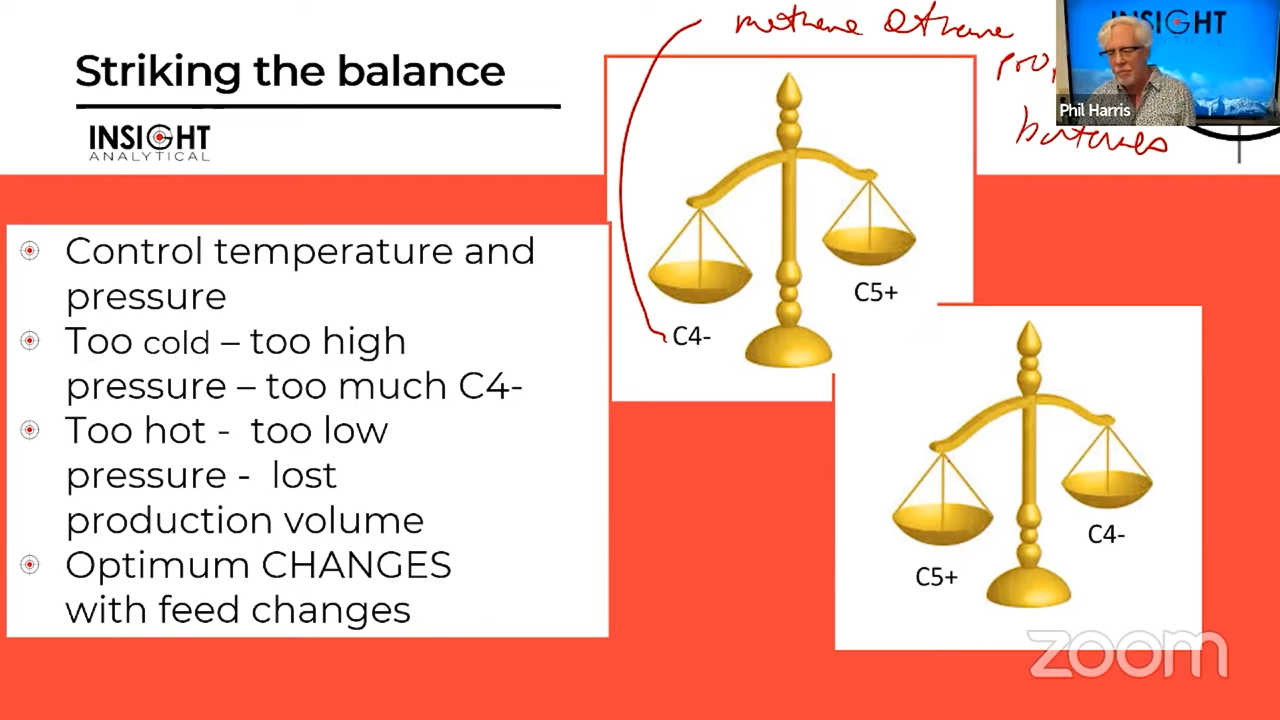 Striking the balance
INSIGHT
ANALYTICAL
methane ethane
butanes
INSIGHT
Phil Harris
Control temperature and
pressure
Too cold – too high
pressure – too much C4-
Too hot - too low
pressure - lost
production volume
Optimum CHANGES
with feed changes
C4-
C5+
C5+
C4-
zoom